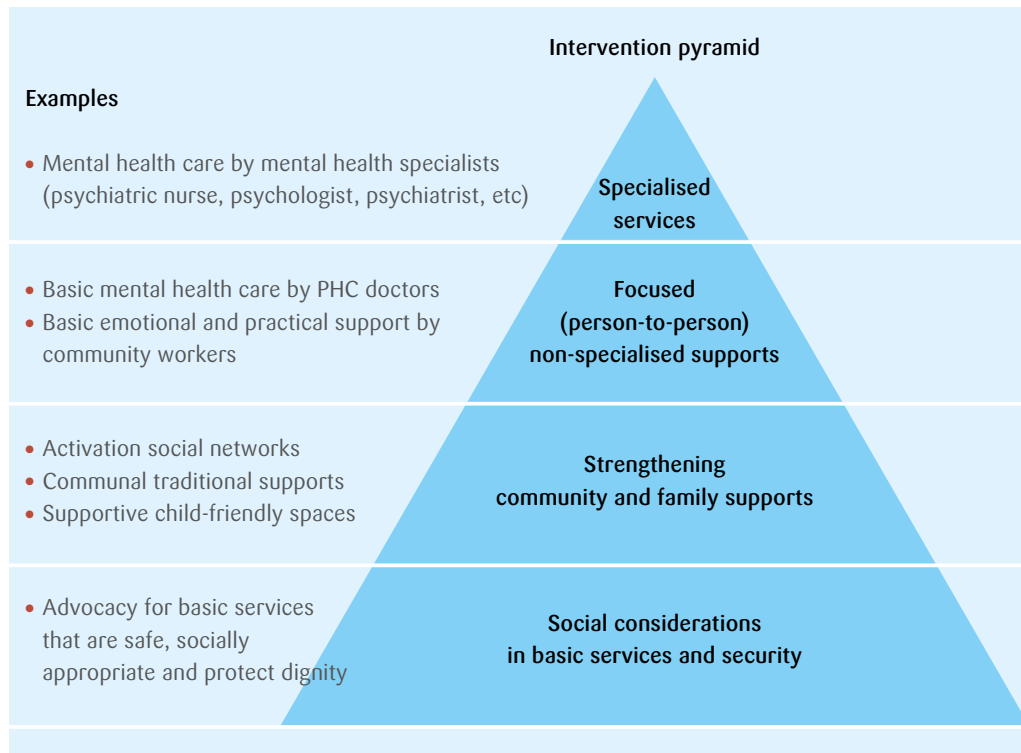 Intervention pyramid
Examples
• Mental health care by mental health specialists
(psychiatric nurse, psychologist, psychiatrist, etc)
Specialised
services
• Basic mental health care by PHC doctors
• Basic emotional and practical support by
community workers
Focused
(person-to-person)
non-specialised supports
• Activation social networks
• Communal traditional supports
• Supportive child-friendly spaces
Strengthening
community and family supports
• Advocacy for basic services
that are safe, socially
appropriate and protect dignity
Social considerations
in basic services and security